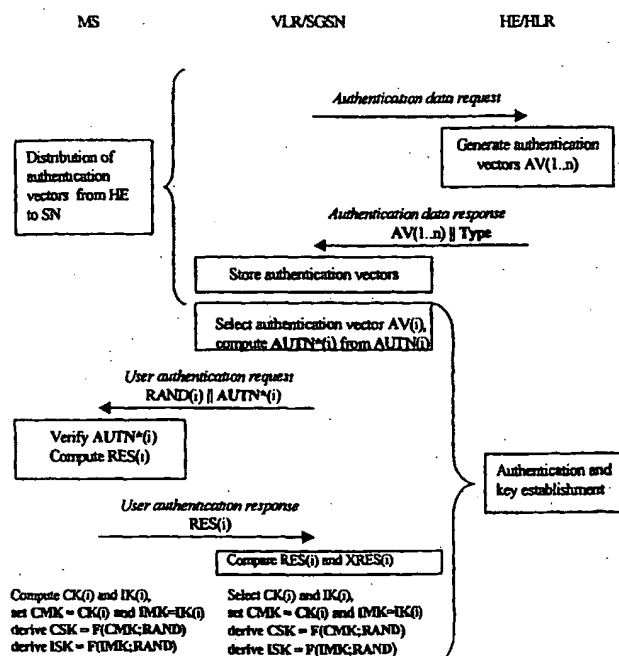 MS
VLR/SGSN
HE/HLR
Authentication data request
Generate authentication
vectors AV(1..n)
Distribution of
authentication
vectors from HE
to SN
Authentication data response
AV(1..n) || Type
Store authentication vectors
Select authentication vector AV(i),
compute AUTN*(i) from AUTN(i)
User authentication request
RAND(i) || AUTN*(i)
Verify AUTN*(i)
Compute RES(i)
Authentication and
key establishment
User authentication response
RES(i)
Compare RES(i) and XRES(i)
Compute CK(i) and IK(i),
set CMK = CK(i) and IMK=IK(i)
derive CSK = F(CMK;RAND)
derive ISK = F(IMK;RAND)
Select CK(i) and IK(i),
set CMK = CK(i) and IMK=IK(i)
derive CSK = F(CMK;RAND)
derive ISK = F(IMK;RAND)